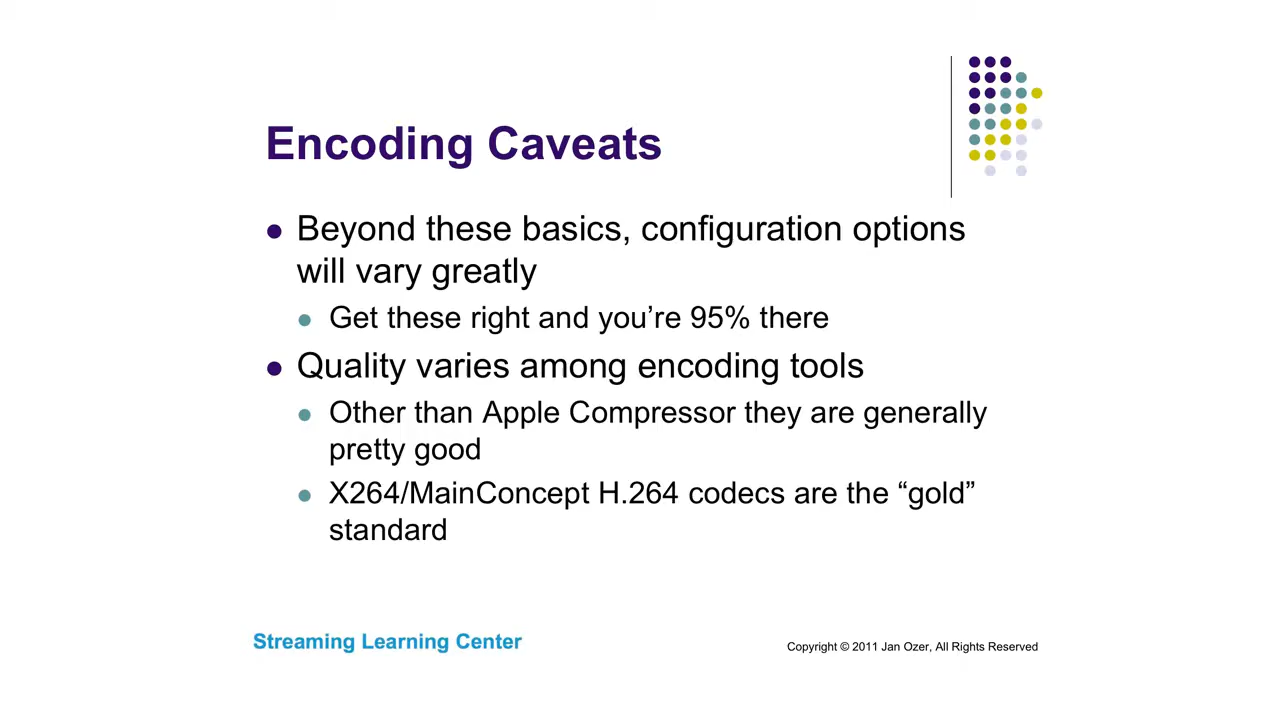 Encoding Caveats
Beyond these basics, configuration options
will vary greatly
Get these right and you’re 95% there
Quality varies among encoding tools
Other than Apple Compressor they are generally
pretty good
X264/MainConcept H.264 codecs are the “gold”
standard
Streaming Learning Center
Copyright © 2011 Jan Ozer, All Rights Reserved